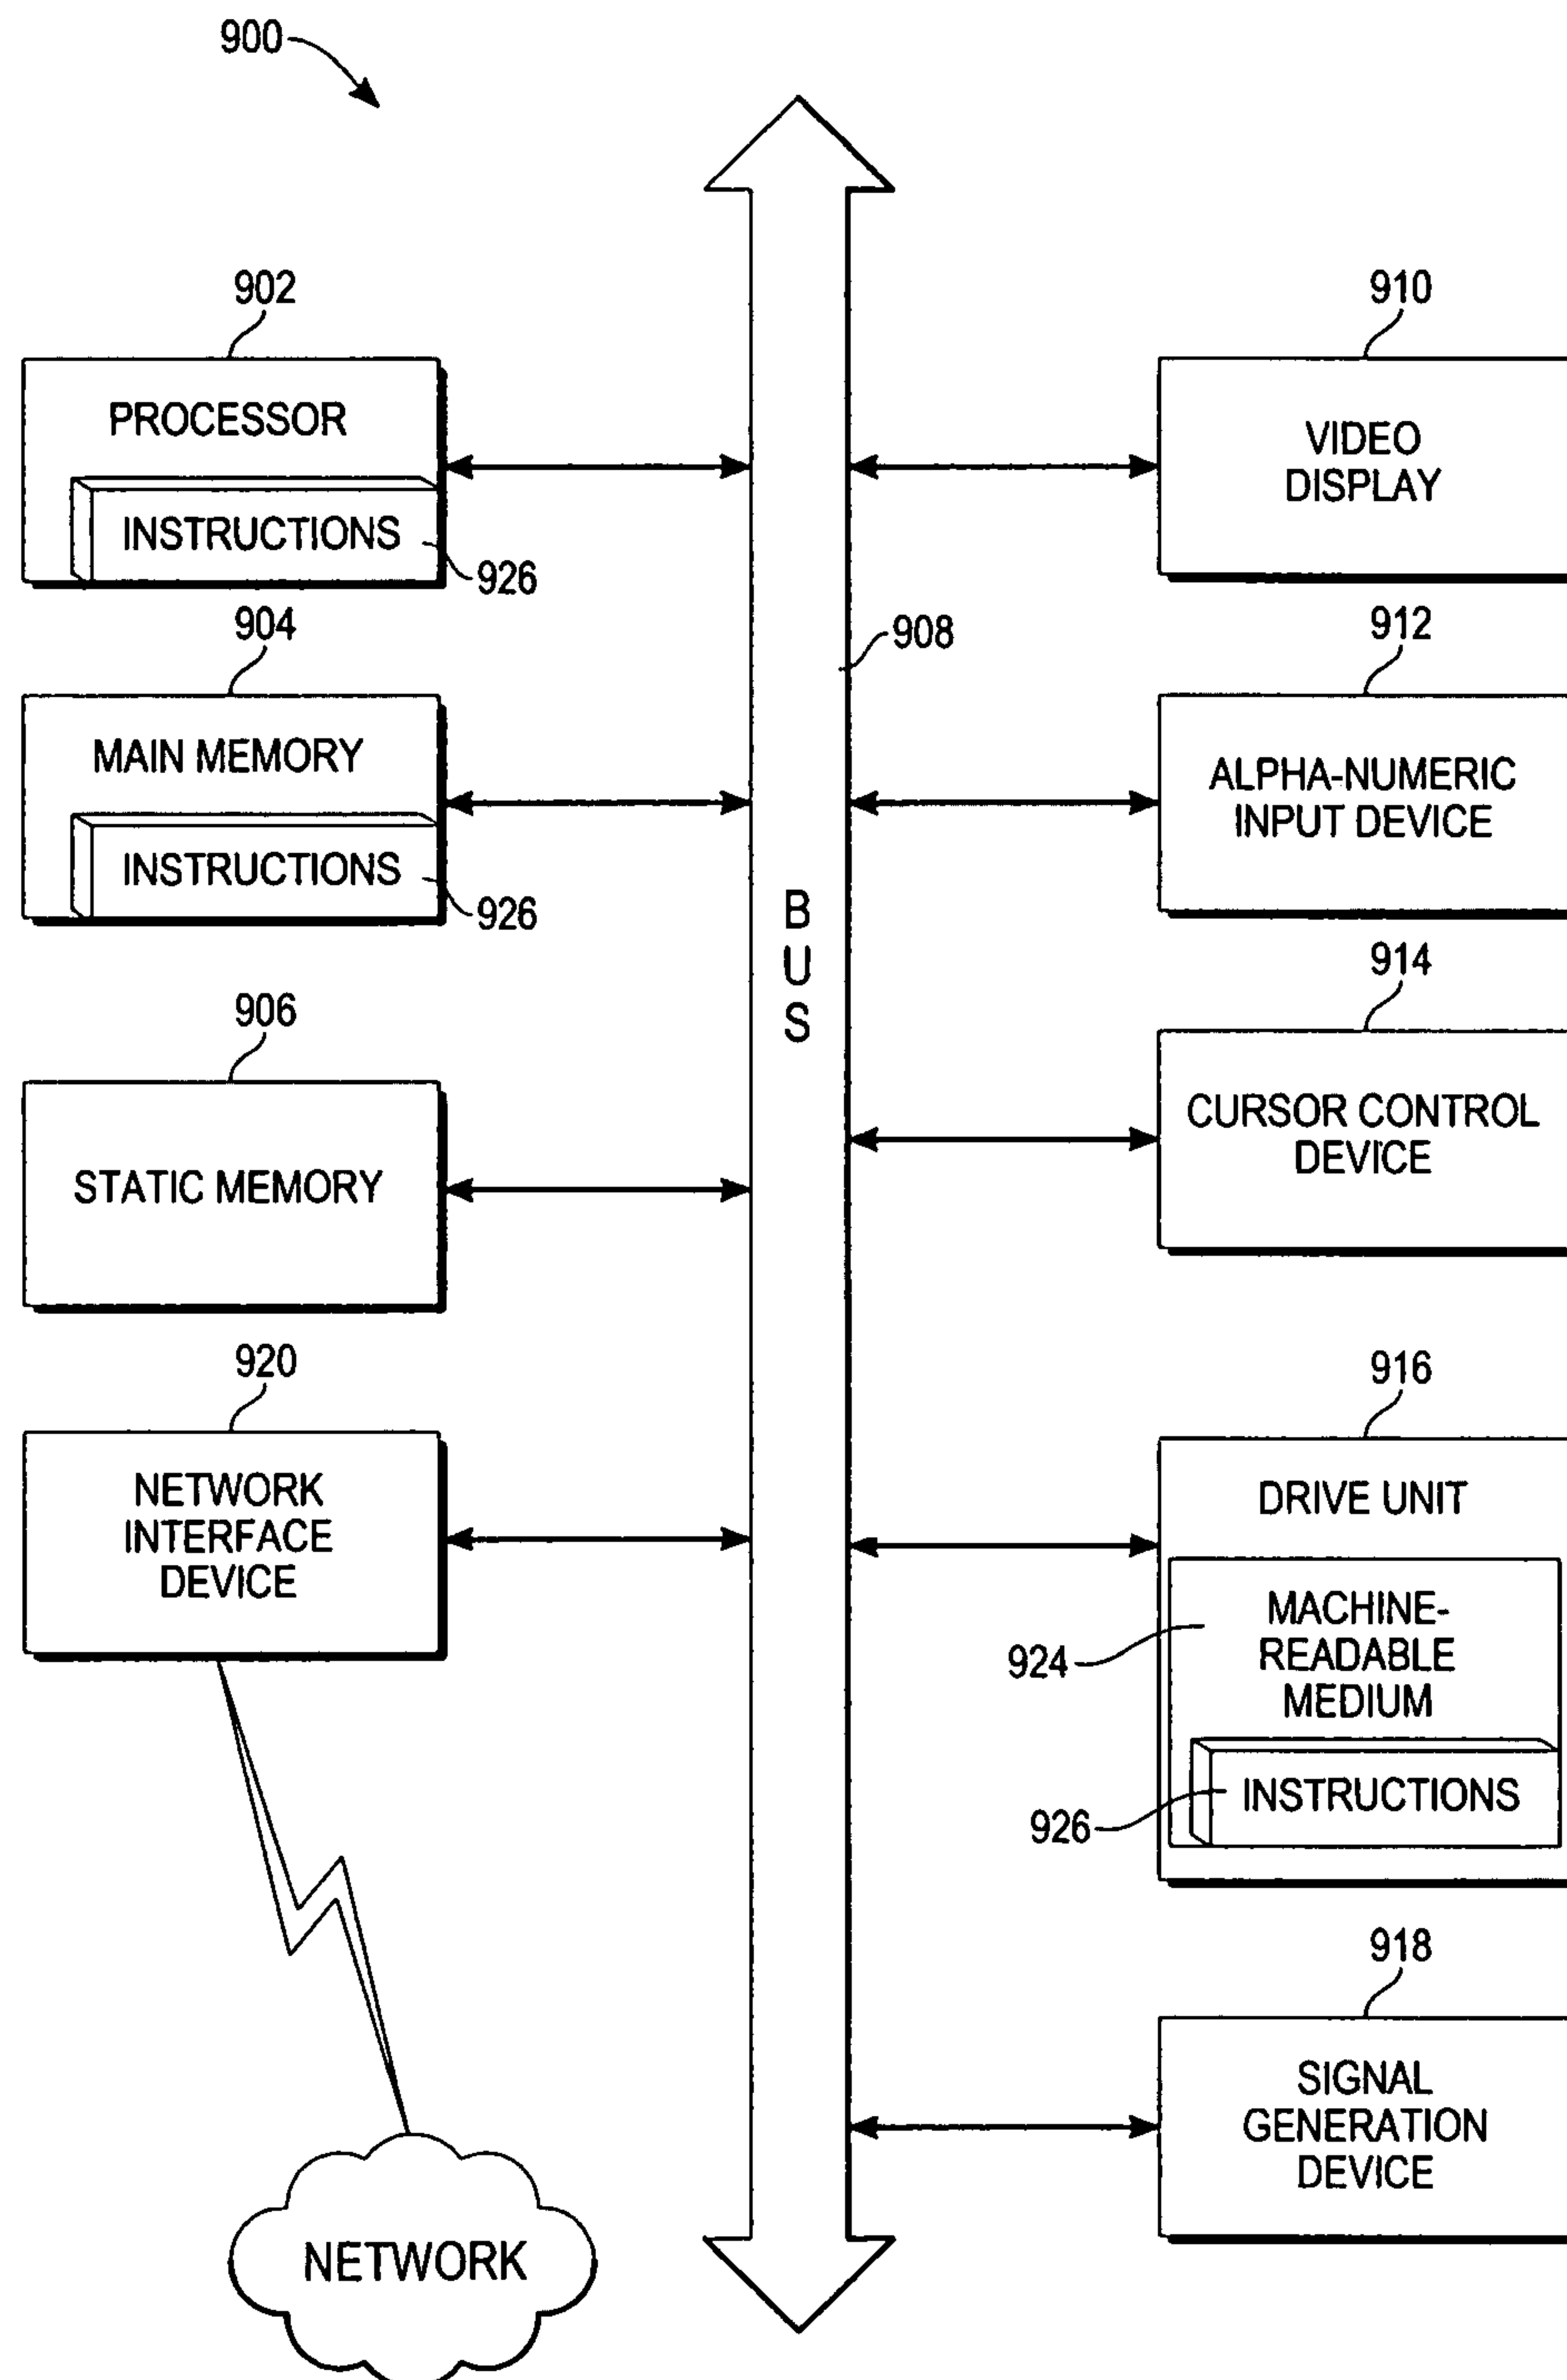 900
902
PROCESSOR
INSTRUCTIONS
926
904
MAIN MEMORY
INSTRUCTIONS
926
906
STATIC MEMORY
920
NETWORK
INTERFACE
DEVICE
NETWORK
908
B
U
S
910
VIDEO
DISPLAY
912
ALPHA-NUMERIC
INPUT DEVICE
914
CURSOR CONTROL
DEVICE
916
DRIVE UNIT
924
MACHINE-
READABLE
MEDIUM
926
INSTRUCTIONS
918
SIGNAL
GENERATION
DEVICE